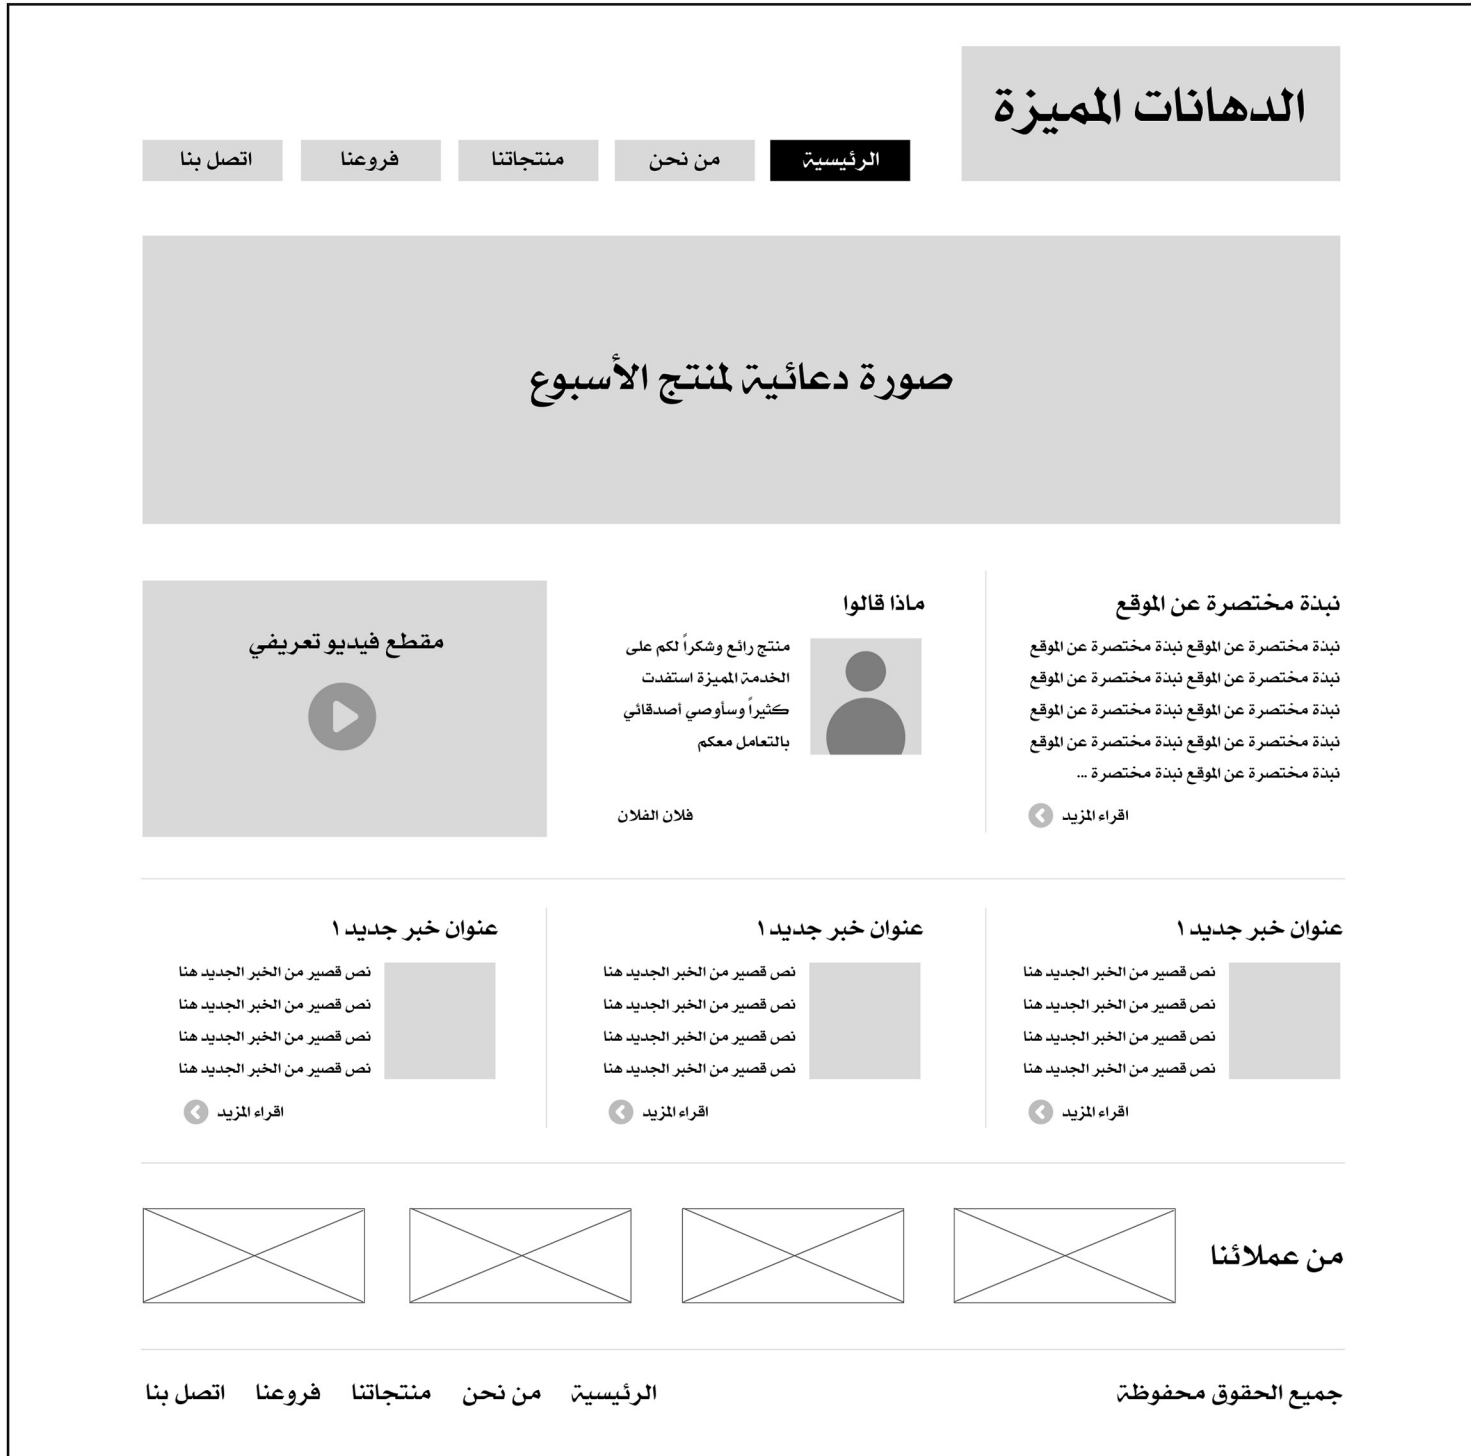 الدهانات المميزة
الرئيسية
من نحن
منتجاتنا
فروعنا
اتصل بنا
صورة دعائية لمنتج الأسبوع
نبذة مختصرة عن الموقع
نبذة مختصرة عن الموقع نبذة مختصرة عن الموقع
نبذة مختصرة عن الموقع نبذة مختصرة عن الموقع
نبذة مختصرة عن الموقع نبذة مختصرة عن الموقع
نبذة مختصرة عن الموقع نبذة مختصرة عن الموقع
نبذة مختصرة عن الموقع نبذة مختصرة ...
اقراء المزيد
ماذا قالوا
منتج رائع وشكراً لكم على
الخدمة المميزة استفدت
كثيراً وسأوصي أصدقائي
بالتعامل معكم
فلان الفلان
مقطع فيديو تعريفي
عنوان خبر جديد ١
نص قصير من الخبر الجديد هنا
نص قصير من الخبر الجديد هنا
نص قصير من الخبر الجديد هنا
نص قصير من الخبر الجديد هنا
اقراء المزيد
عنوان خبر جديد ١
نص قصير من الخبر الجديد هنا
نص قصير من الخبر الجديد هنا
نص قصير من الخبر الجديد هنا
نص قصير من الخبر الجديد هنا
اقراء المزيد
عنوان خبر جديد ١
نص قصير من الخبر الجديد هنا
نص قصير من الخبر الجديد هنا
نص قصير من الخبر الجديد هنا
نص قصير من الخبر الجديد هنا
اقراء المزيد
من عملائنا
جميع الحقوق محفوظة
الرئيسية من نحن منتجاتنا فروعنا اتصل بنا